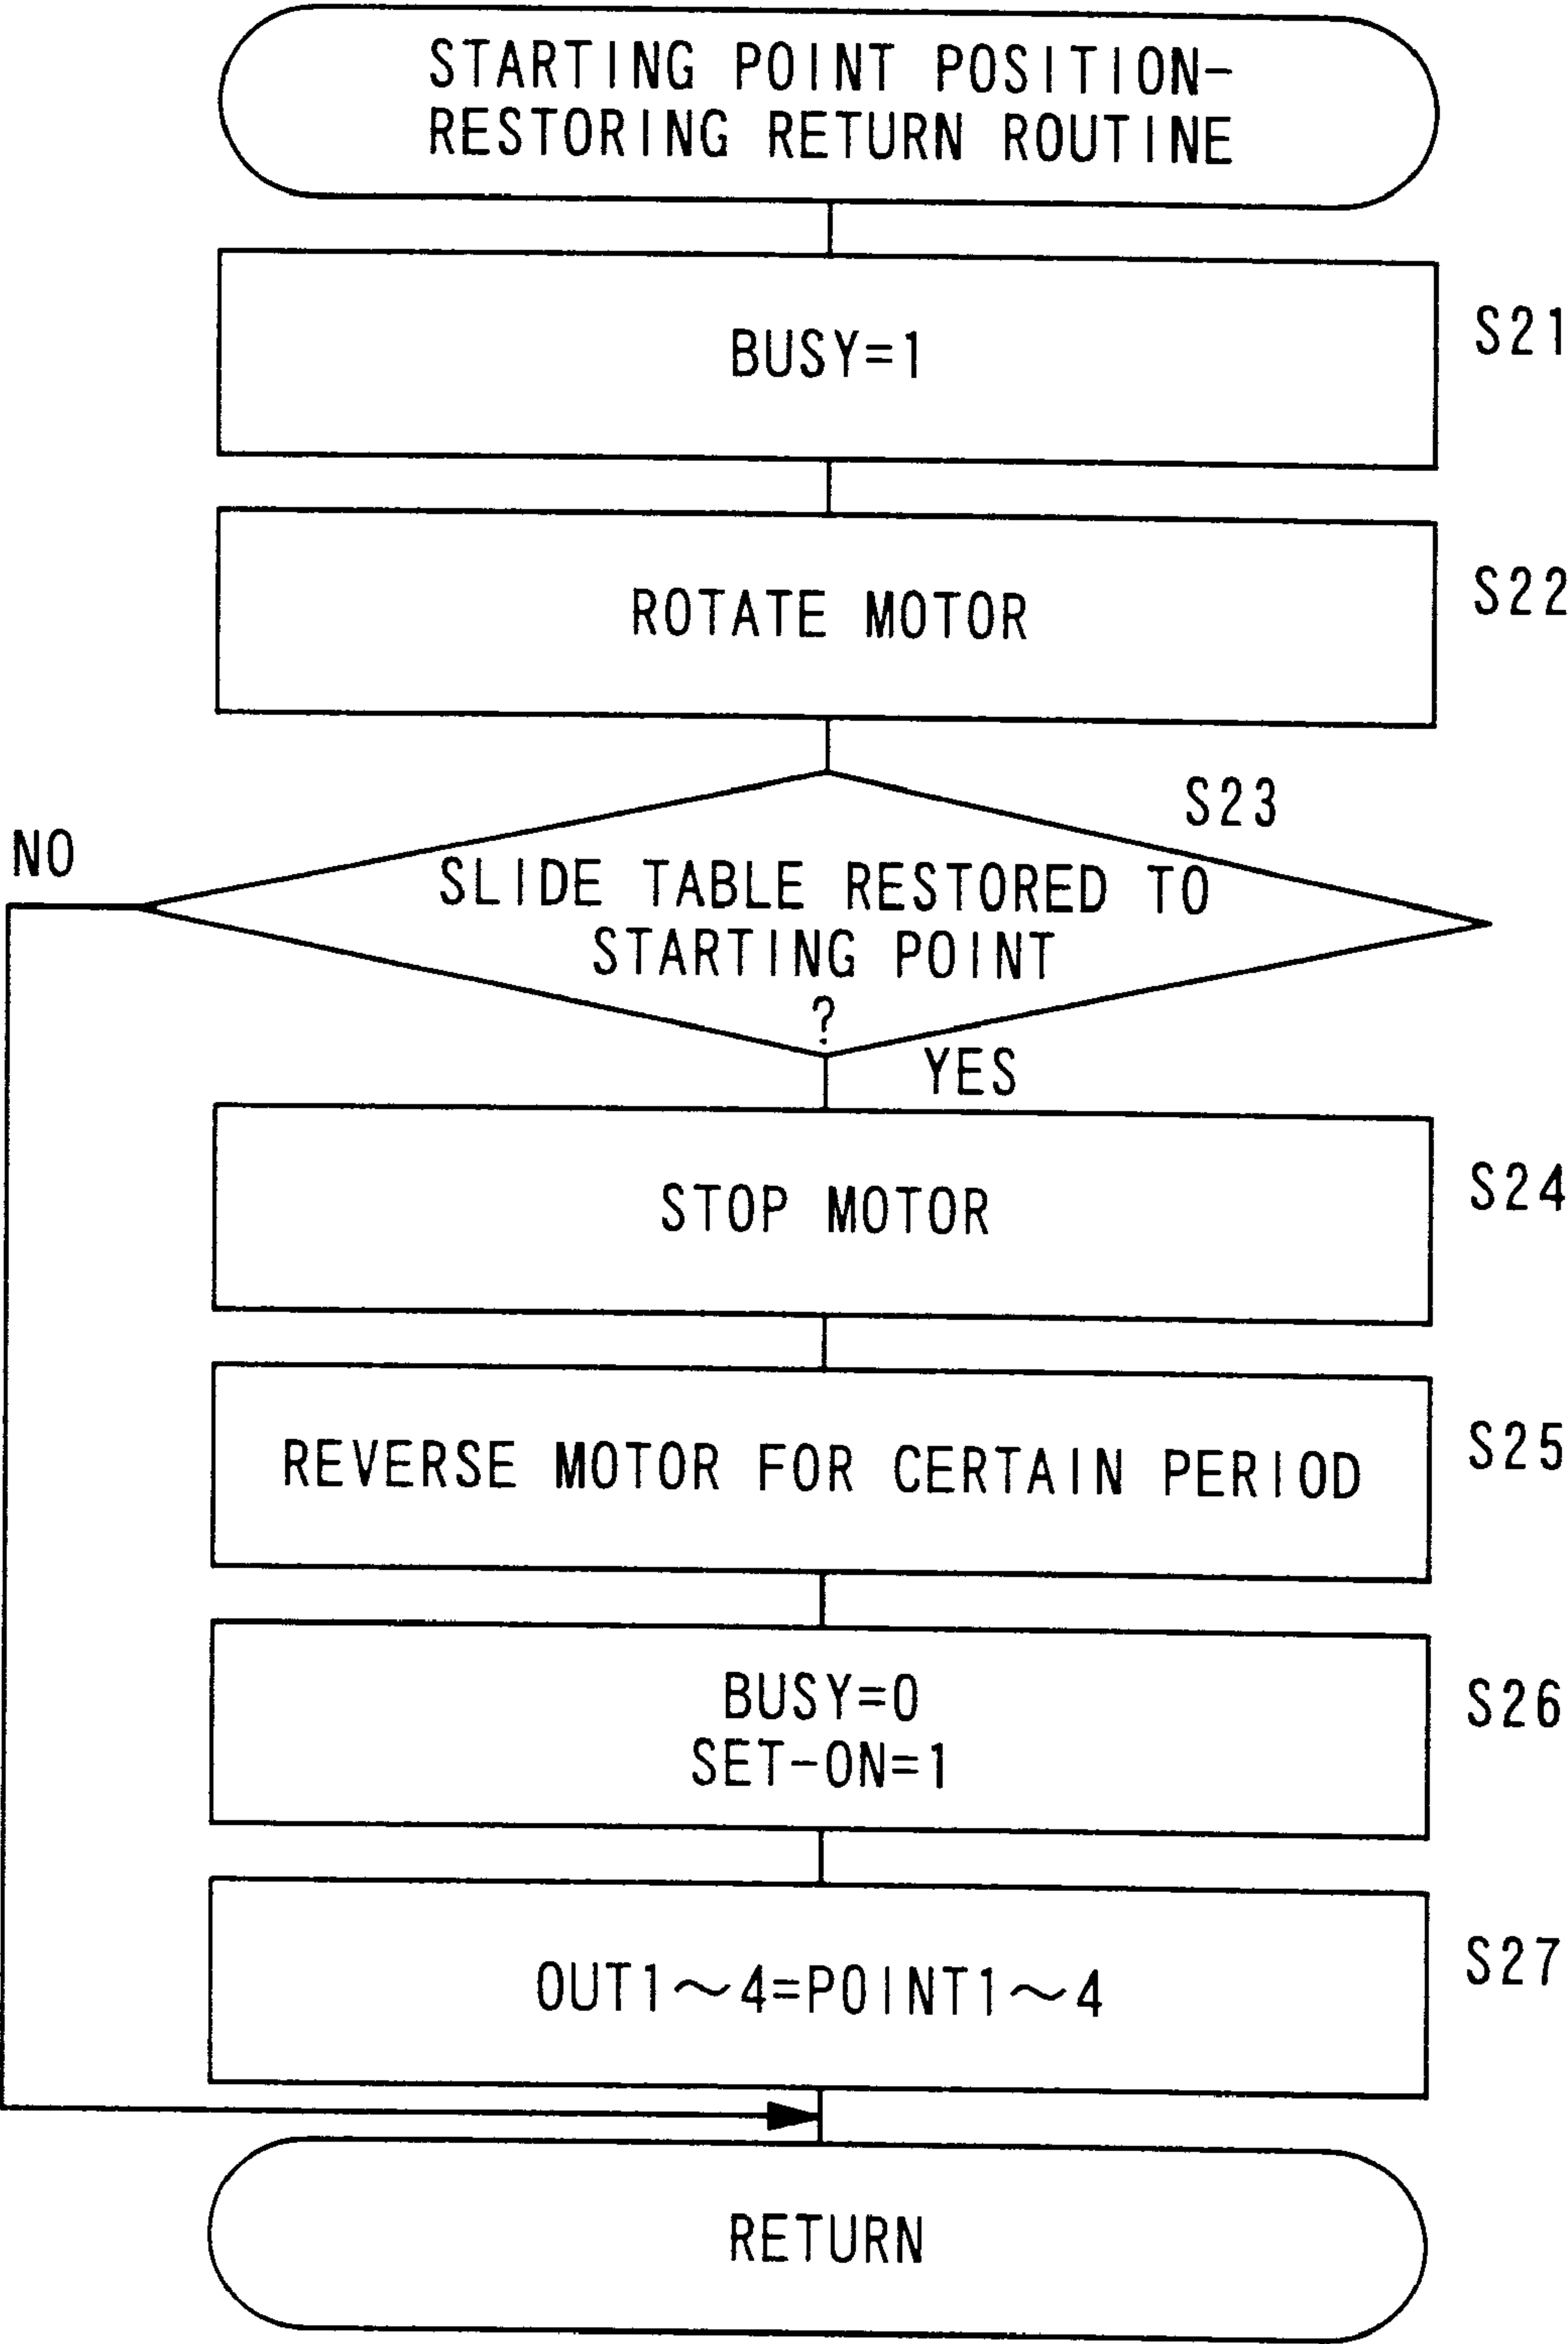 STARTING POINT POSITION-
RESTORING RETURN ROUTINE
BUSY=1
S21
ROTATE MOTOR
S22
S23
NO
SLIDE TABLE RESTORED TO
STARTING POINT
?
YES
STOP MOTOR
S24
REVERSE MOTOR FOR CERTAIN PERIOD
S25
BUSY=0
SET-ON=1
S26
OUT1～4=POINT1～4
S27
RETURN